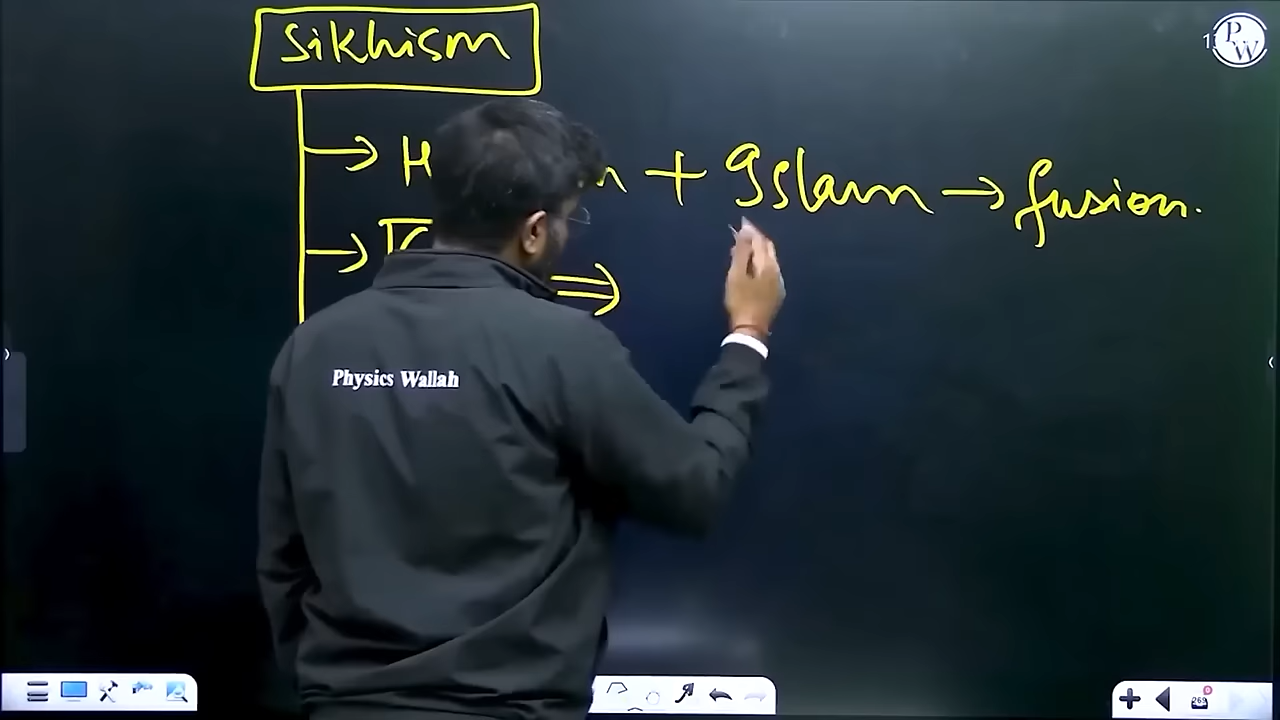 Sikhism
+ Islam → fusion.
Physics Wallah
PW